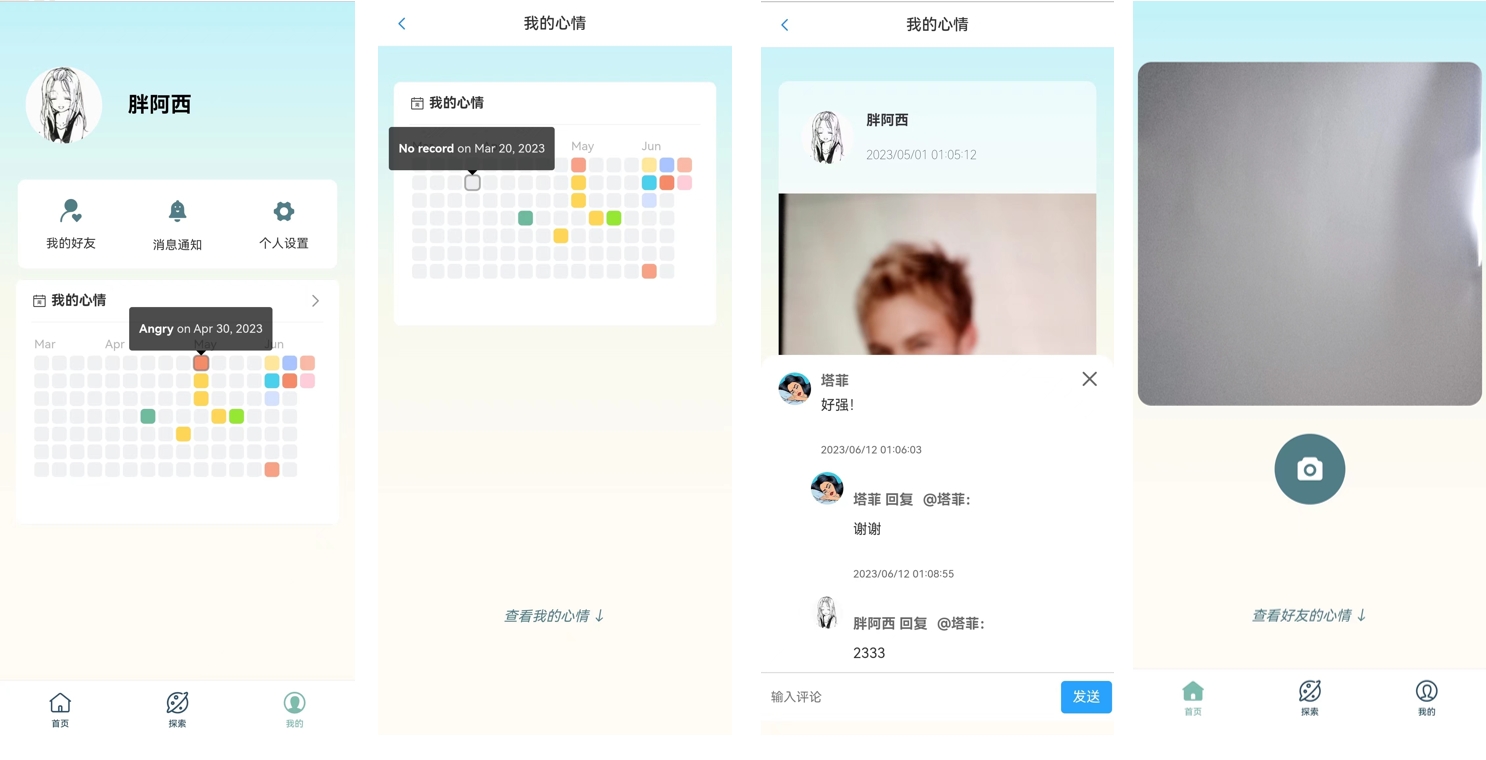 胖阿西
我的好友
消息通知
个人设置
我的心情
Angry on Apr 30, 2023
Mar Apr May Jun
首页
探索
我的
我的心情
我的心情
No record on Mar 20, 2023
May Jun
查看我的心情 ↓
我的心情
胖阿西
2023/05/01 01:05:12
塔菲
好强！
2023/06/12 01:06:03
塔菲 回复 @塔菲：
谢谢
2023/06/12 01:08:55
胖阿西 回复 @塔菲：
2333
输入评论
发送
查看好友的心情 ↓
首页
探索
我的